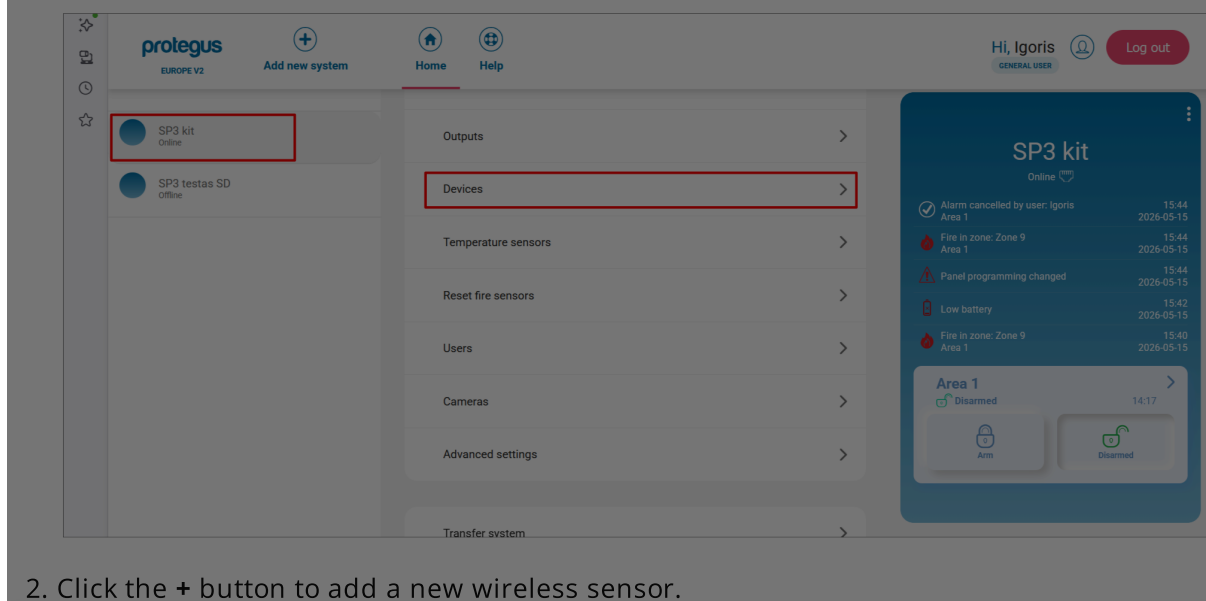 protegus
EUROPE V2
Add new system
Home
Help
Hi, Igoris
GENERAL USER
Log out
SP3 kit
Online
SP3 testas SD
Offline
Outputs
Devices
Temperature sensors
Reset fire sensors
Users
Cameras
Advanced settings
Transfer system
SP3 kit
Online
Alarm cancelled by user: Igoris 15:44
Area 1 2026-05-15
Fire in zone: Zone 9 15:44
Area 1 2026-05-15
Panel programming changed 15:44
2026-05-15
Low battery 15:42
2026-05-15
Fire in zone: Zone 9 15:40
Area 1 2026-05-15
Area 1
Disarmed 14:17
Arm
Disarmed
2. Click the + button to add a new wireless sensor.